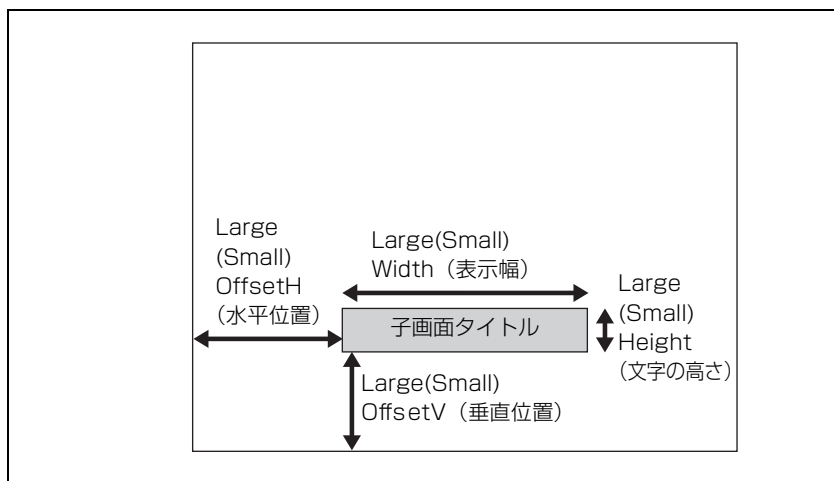 Large
(Small)
OffsetH
(水平位置)
Large(Small)
Width(表示幅)
Large
(Small)
Height
(文字の高さ)
子画面タイトル
Large(Small)
OffsetV(垂直位置)